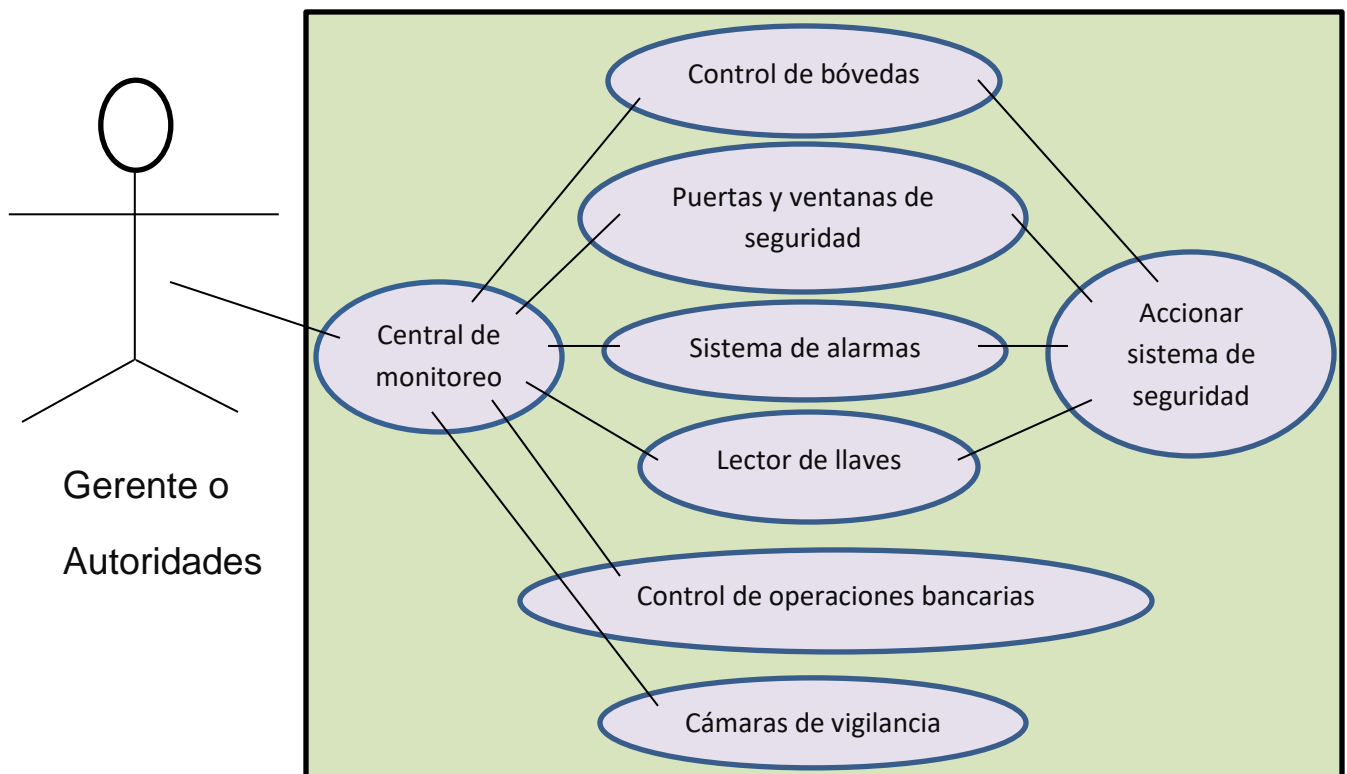 Control de bóvedas
Puertas y ventanas de
seguridad
Central de
monitoreo
Sistema de alarmas
Accionar
sistema de
seguridad
Lector de llaves
Gerente o
Autoridades
Control de operaciones bancarias
Cámaras de vigilancia